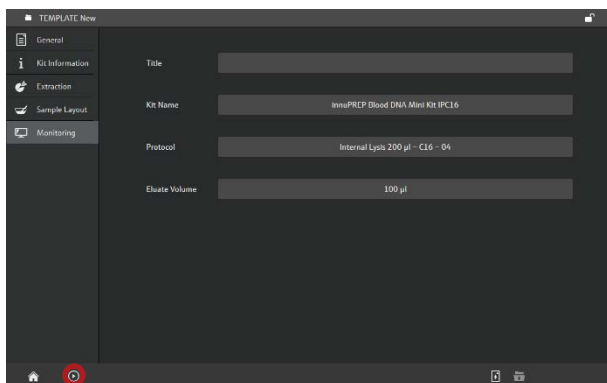 TEMPLATE New
General
Kit Information
Extraction
Sample Layout
Monitoring
Title
Kit Name
innuPREP Blood DNA Mini Kit IPC16
Protocol
Internal Lysis 200 µl – C16 – 04
Eluate Volume
100 µl